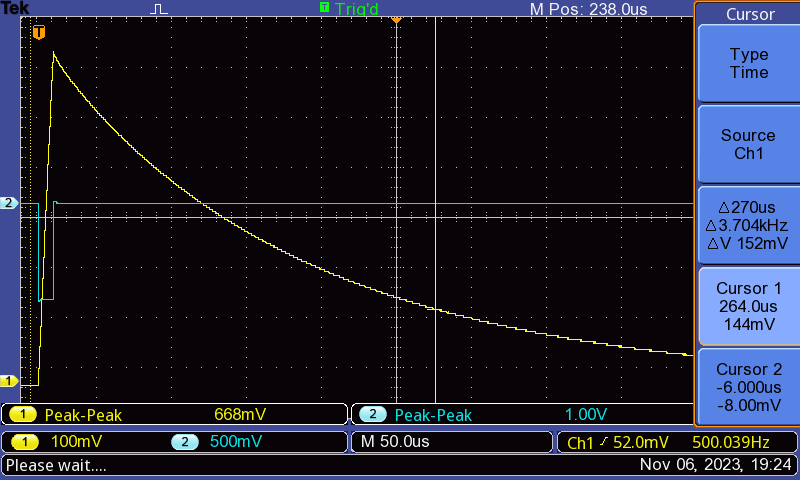 Tek
T Trig'd
M Pos: 238.0us
Cursor
T
Type
Time
Source
Ch1
Δ270us
Δ3.704kHz
ΔV 152mV
2
Cursor 1
264.0us
144mV
1
Cursor 2
-6.000us
-8.00mV
1 Peak-Peak 668mV
2 Peak-Peak 1.00V
1 100mV 2 500mV
M 50.0us
Ch1 / 52.0mV 500.039Hz
Please wait....
Nov 06, 2023, 19:24